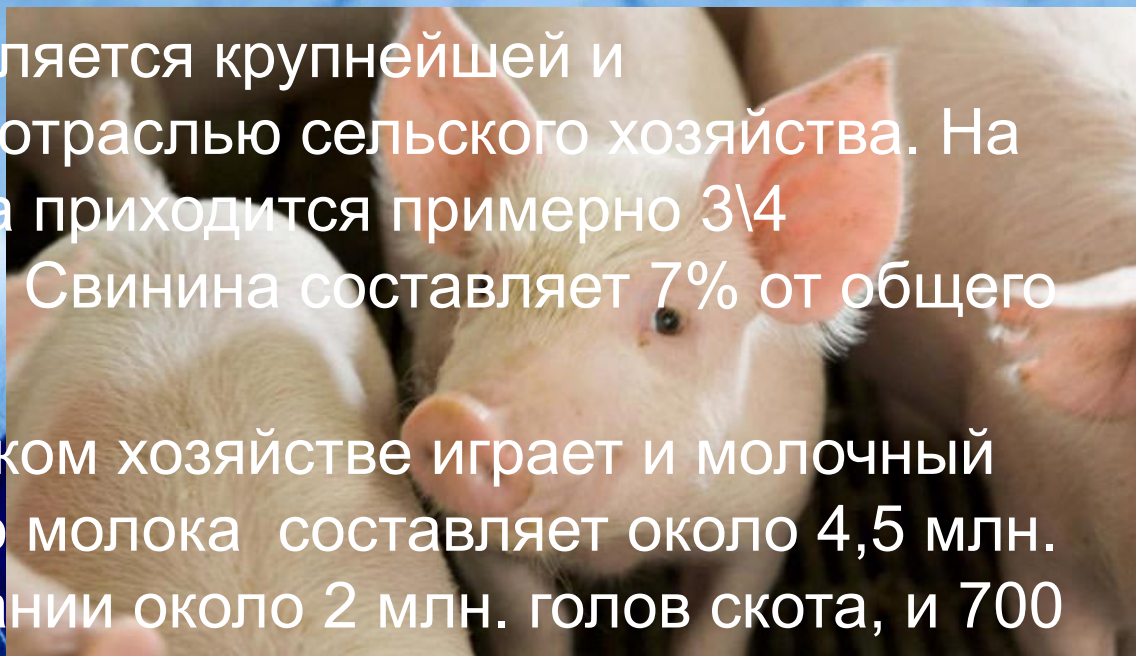 ляется крупнейшей и
отраслью сельского хозяйства. На
а приходится примерно 3\4
Свинина составляет 7% от общего
ком хозяйстве играет и молочный
о молока  составляет около 4,5 млн.
ании около 2 млн. голов скота, и 700